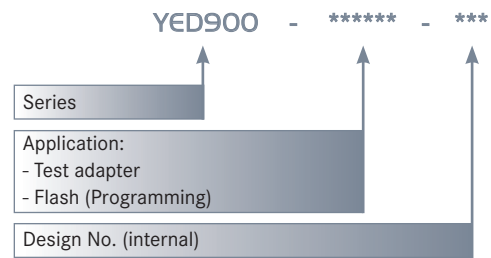 YED900 - ****** - ***
Series
Application:
- Test adapter
- Flash (Programming)
Design No. (internal)